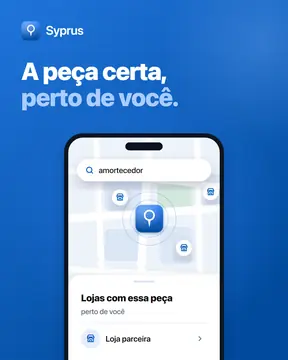 Syprus
A peça certa,
perto de você.
amortecedor
Lojas com essa peça
perto de você
Loja parceira